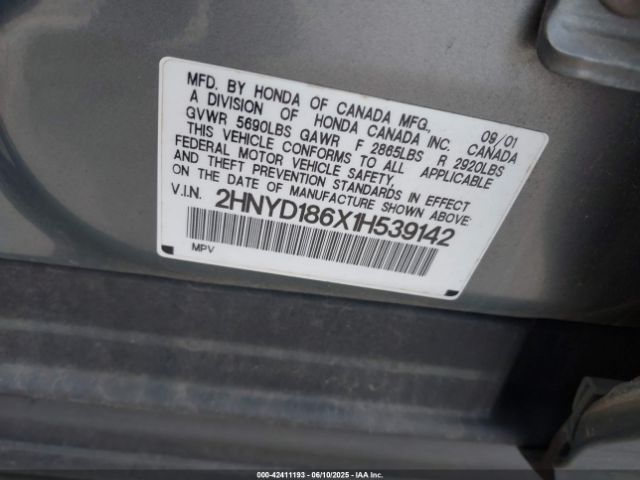 MFD. BY HONDA OF CANADA MFG.,
A DIVISION OF HONDA CANADA INC. CANADA 09/01
GVWR 5690LBS GAWR F 2865LBS R 2920LBS
THIS VEHICLE CONFORMS TO ALL APPLICABLE
FEDERAL MOTOR VEHICLE SAFETY
AND THEFT PREVENTION STANDARDS IN EFFECT
ON THE DATE OF MANUFACTURE SHOWN ABOVE.
V.I.N. 2HNYD186X1H539142
MPV
000-42411193 - 06/10/2025 - IAA Inc.